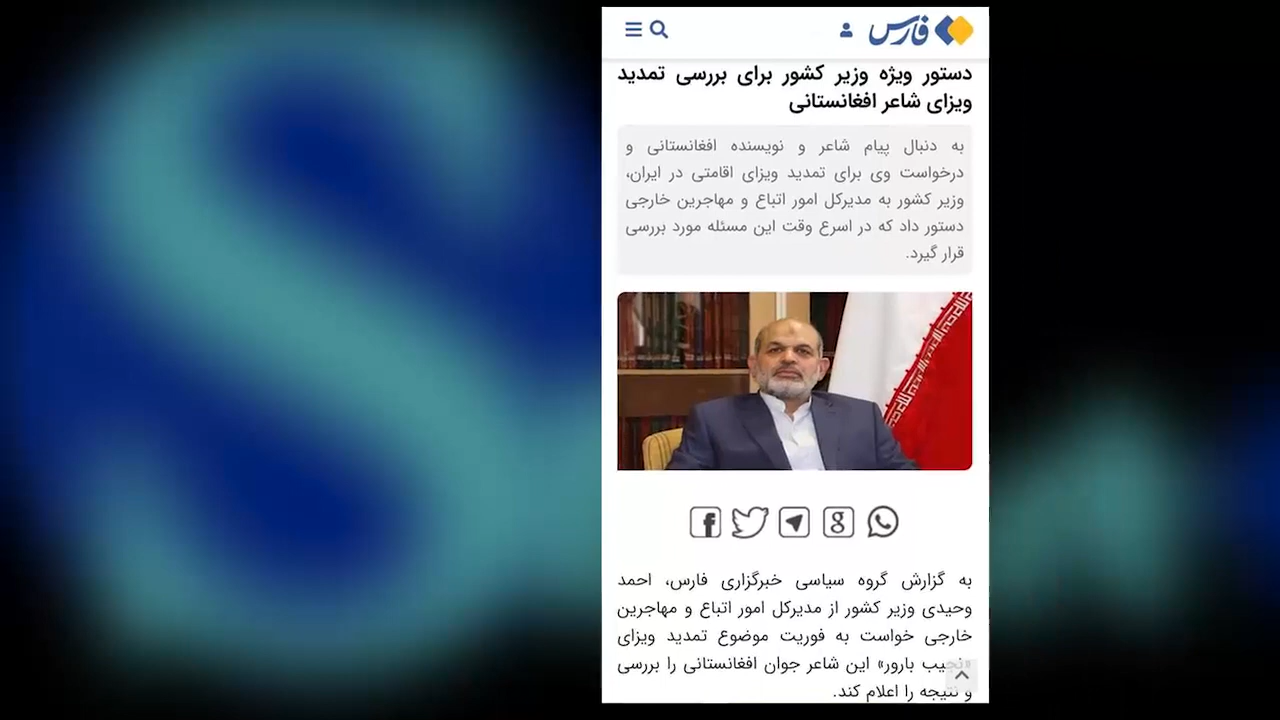 فارس
دستور ویژه وزیر کشور برای بررسی تمدید
ویزای شاعر افغانستانی
به دنبال پیام شاعر و نویسنده افغانستانی و
درخواست وی برای تمدید ویزای اقامتی در ایران،
وزیر کشور به مدیرکل امور اتباع و مهاجرین خارجی
دستور داد که در اسرع وقت این مسئله مورد بررسی
قرار گیرد.
به گزارش گروه سیاسی خبرگزاری فارس، احمد
وحیدی وزیر کشور از مدیرکل امور اتباع و مهاجرین
خارجی خواست به فوریت موضوع تمدید ویزای
«نجیب بارور» این شاعر جوان افغانستانی را بررسی
و نتیجه را اعلام کند.